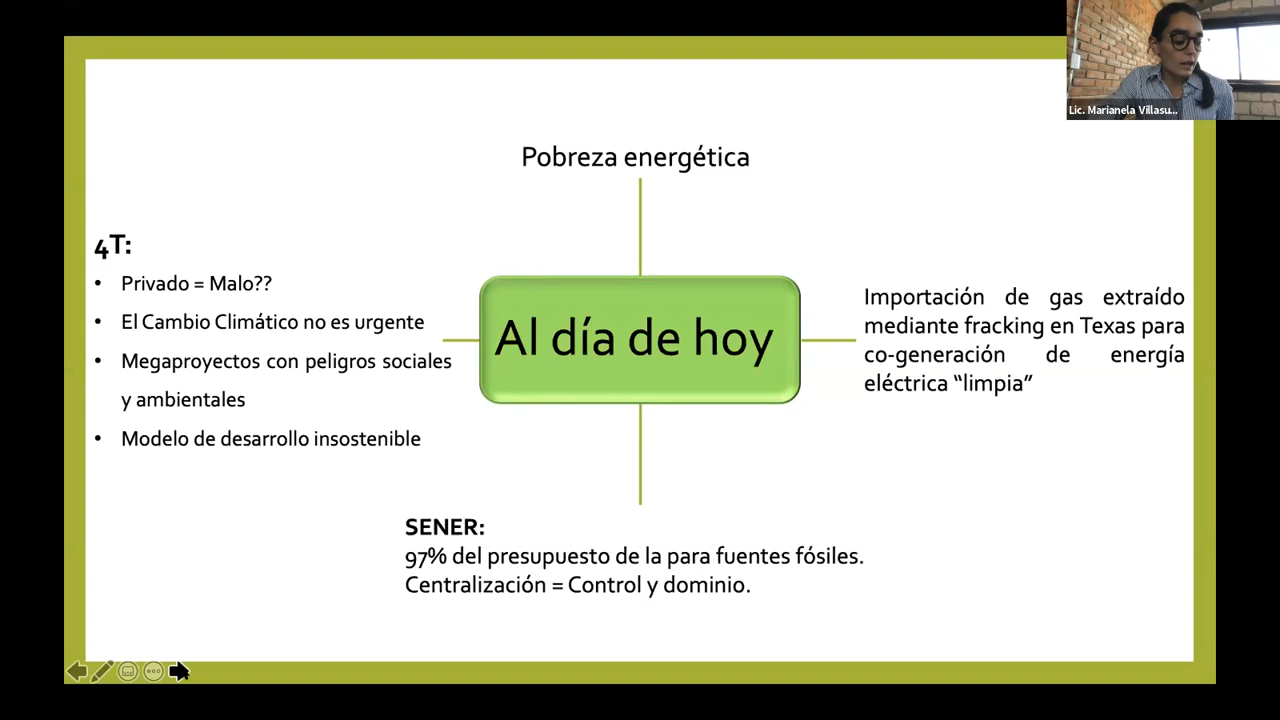 Lic. Marianela Villasu...
Pobreza energética
4T:
• Privado = Malo??
• El Cambio Climático no es urgente
• Megaproyectos con peligros sociales
y ambientales
• Modelo de desarrollo insostenible
Al día de hoy
Importación de gas extraído
mediante fracking en Texas para
co-generación de energía
eléctrica “limpia”
SENER:
97% del presupuesto de la para fuentes fósiles.
Centralización = Control y dominio.